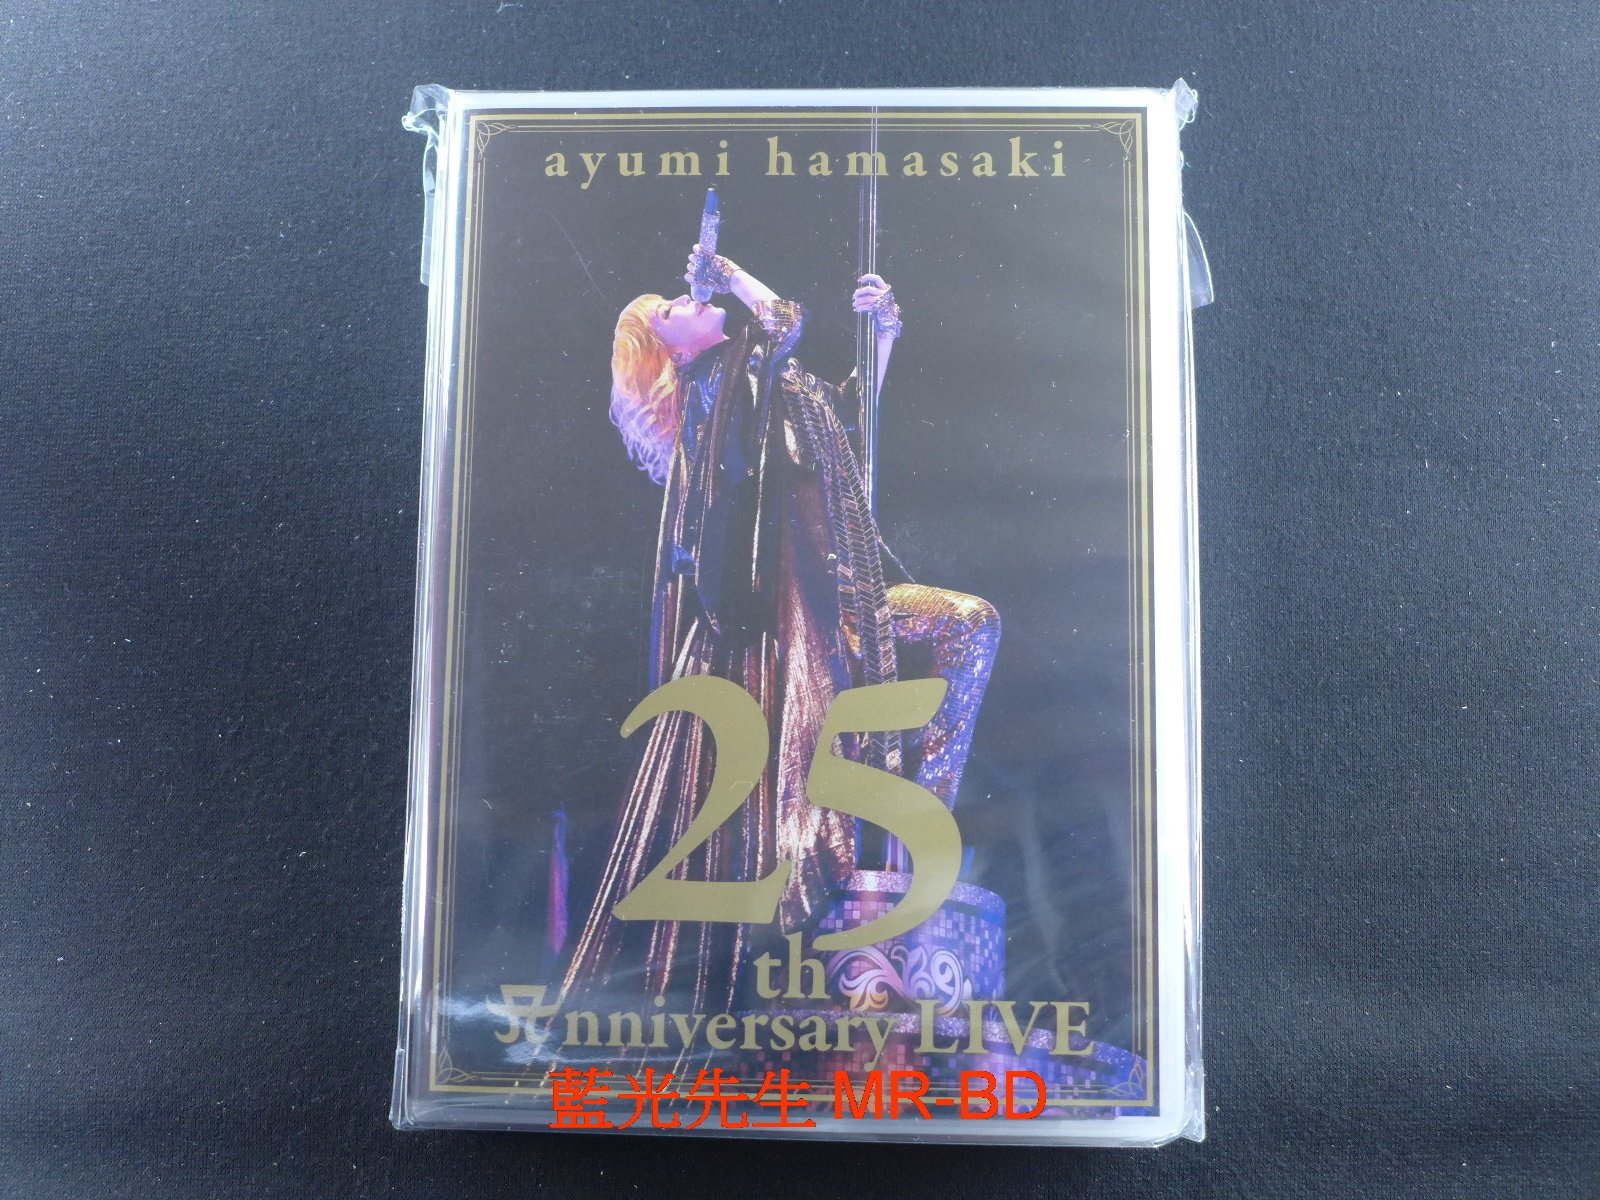 ayumi hamasaki
25
th
Anniversary LIVE
藍光先生 MR-BD